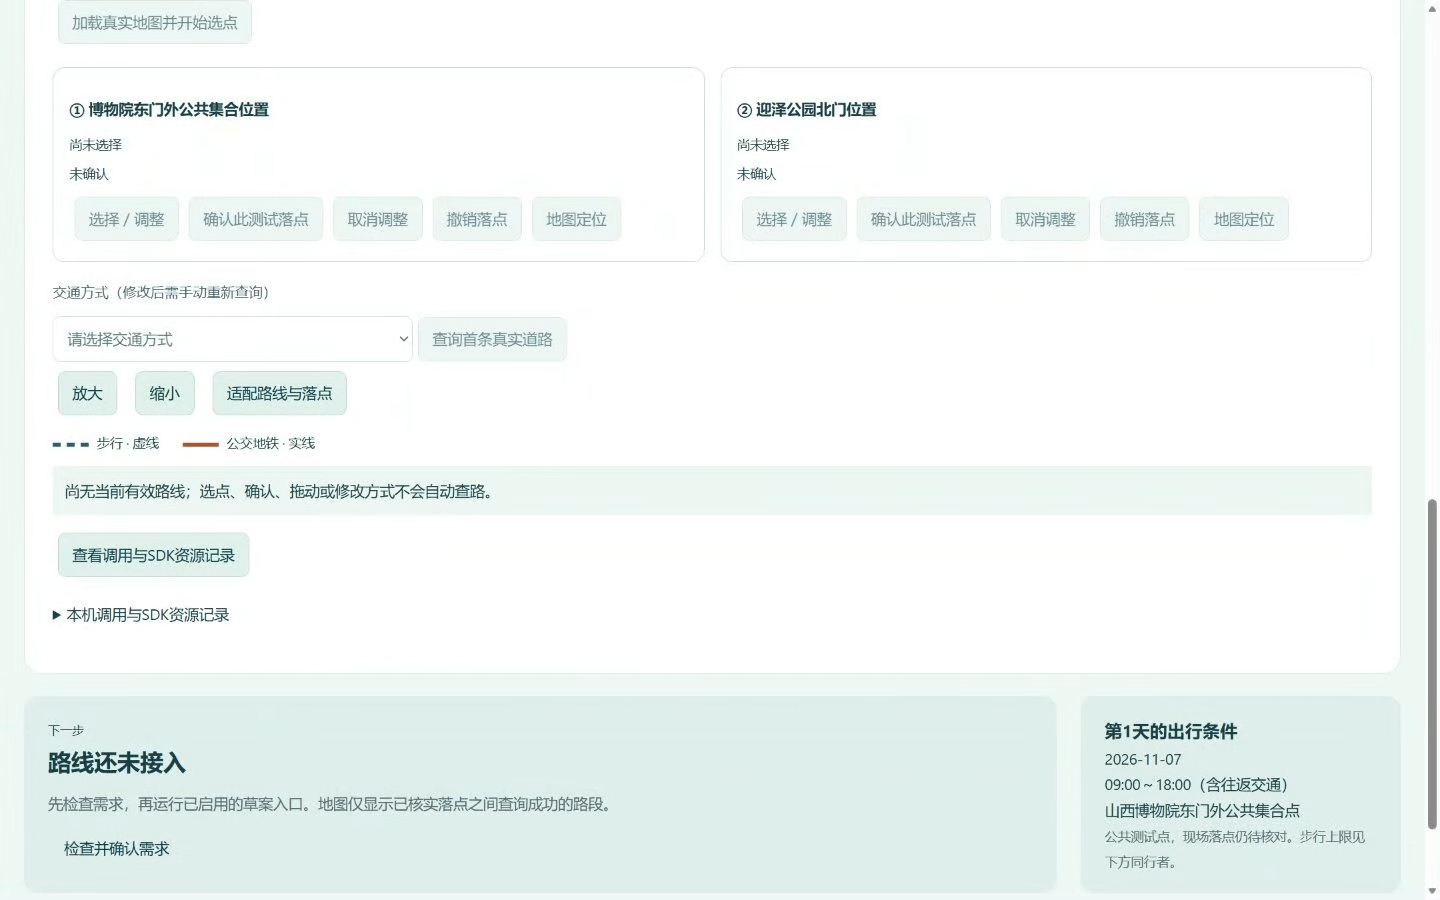 加载真实地图并开始选点
① 博物院东门外公共集合位置
尚未选择
未确认
选择 / 调整 确认此测试落点 取消调整 撤销落点 地图定位
② 迎泽公园北门位置
尚未选择
未确认
选择 / 调整 确认此测试落点 取消调整 撤销落点 地图定位
交通方式（修改后需手动重新查询）
请选择交通方式 查询首条真实道路
放大 缩小 适配路线与落点
步行 · 虚线 公交地铁 · 实线
尚无当前有效路线；选点、确认、拖动或修改方式不会自动查路。
查看调用与SDK资源记录
本机调用与SDK资源记录
下一步
路线还未接入
先检查需求，再运行已启用的草案入口。地图仅显示已核实落点之间查询成功的路段。
检查并确认需求
第1天的出行条件
2026-11-07
09:00 ~ 18:00（含往返交通）
山西博物院东门外公共集合点
公共测试点，现场落点仍待核对。步行上限见
下方同行者。